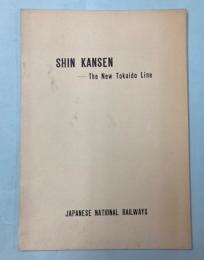 SHIN KANSEN
—The New Tokaido Line
JAPANESE NATIONAL RAILWAYS